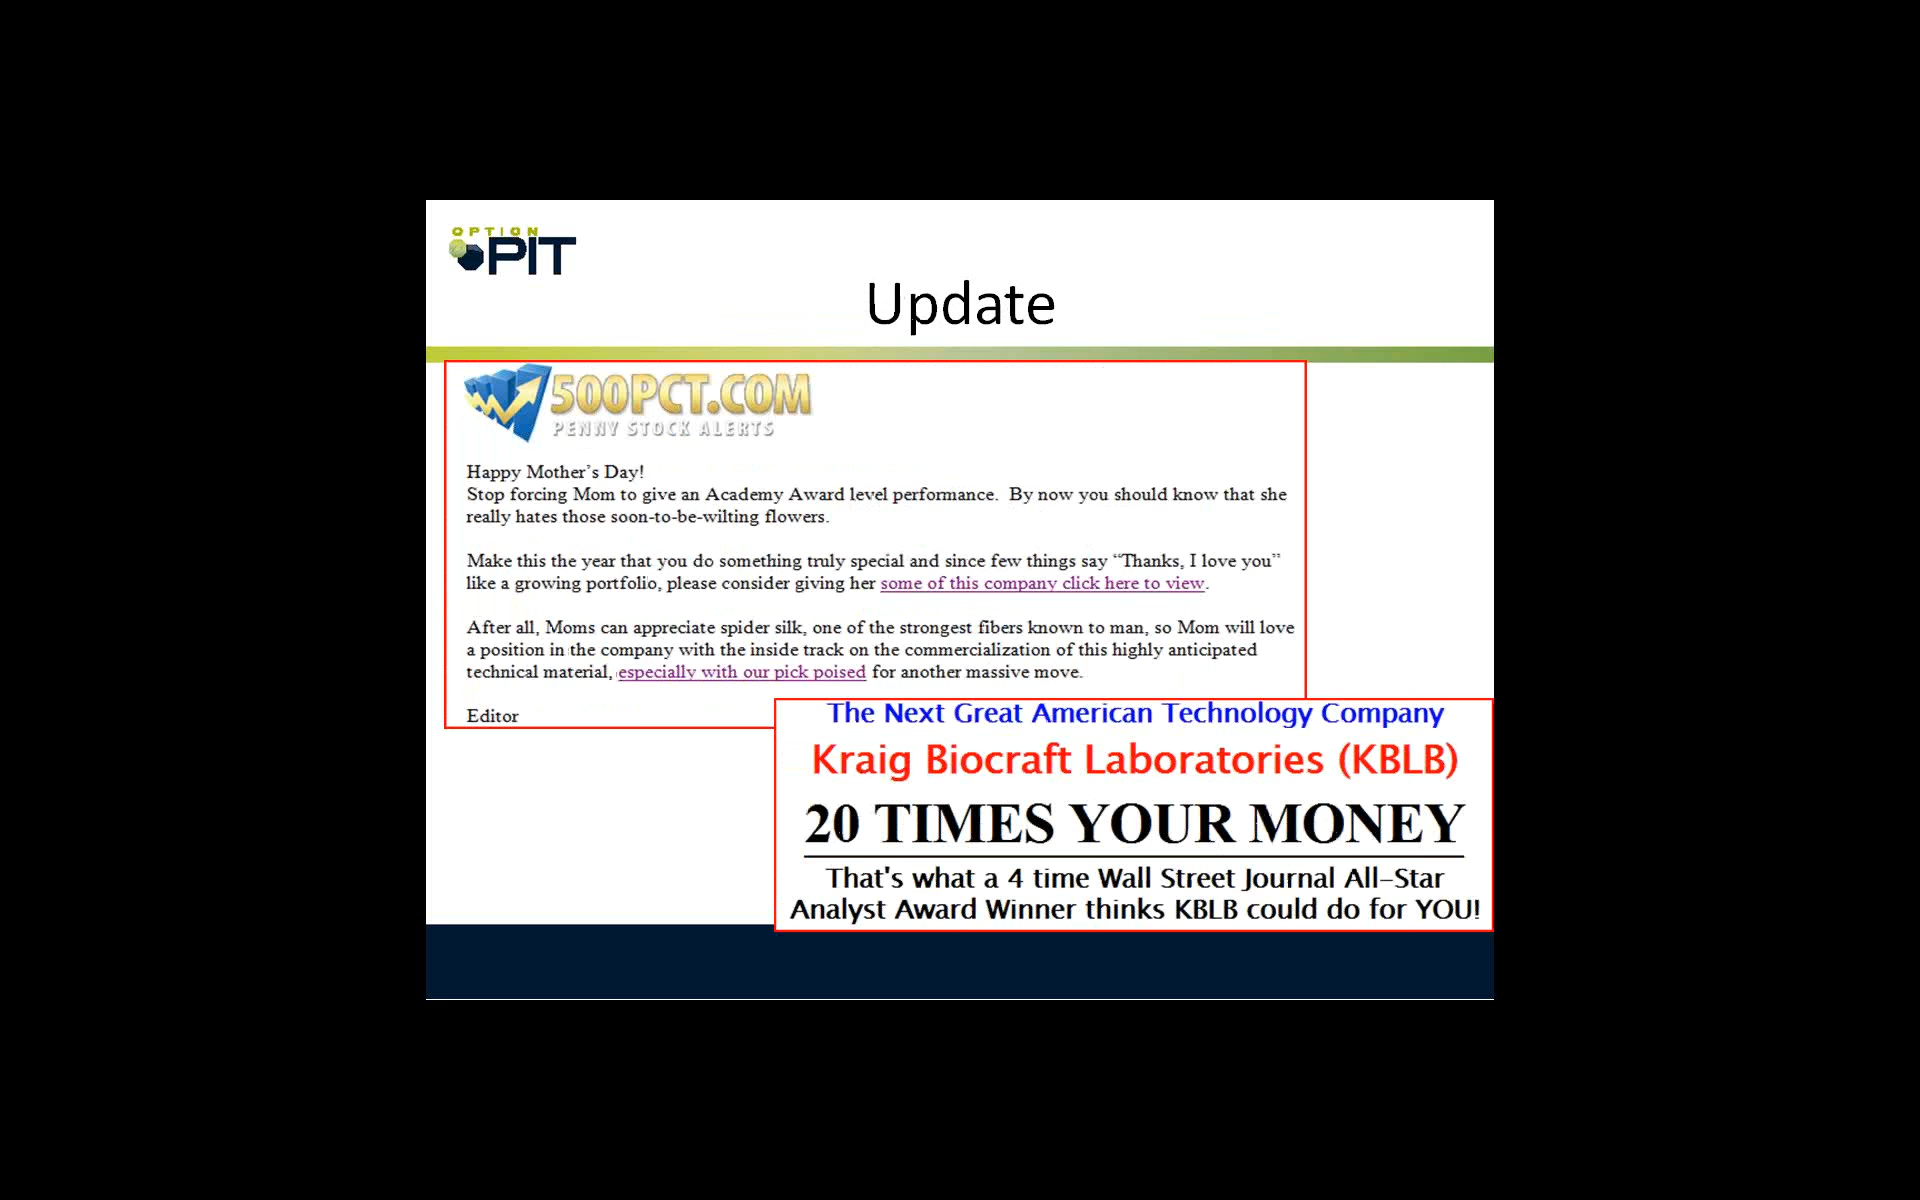 OPTION
PIT
Update
500PCT.COM
PENNY STOCK ALERTS
Happy Mother’s Day!
Stop forcing Mom to give an Academy Award level performance.  By now you should know that she
really hates those soon-to-be-wilting flowers.
Make this the year that you do something truly special and since few things say “Thanks, I love you”
like a growing portfolio, please consider giving her some of this company click here to view.
After all, Moms can appreciate spider silk, one of the strongest fibers known to man, so Mom will love
a position in the company with the inside track on the commercialization of this highly anticipated
technical material, especially with our pick poised for another massive move.
Editor
The Next Great American Technology Company
Kraig Biocraft Laboratories (KBLB)
20 TIMES YOUR MONEY
That's what a 4 time Wall Street Journal All-Star
Analyst Award Winner thinks KBLB could do for YOU!